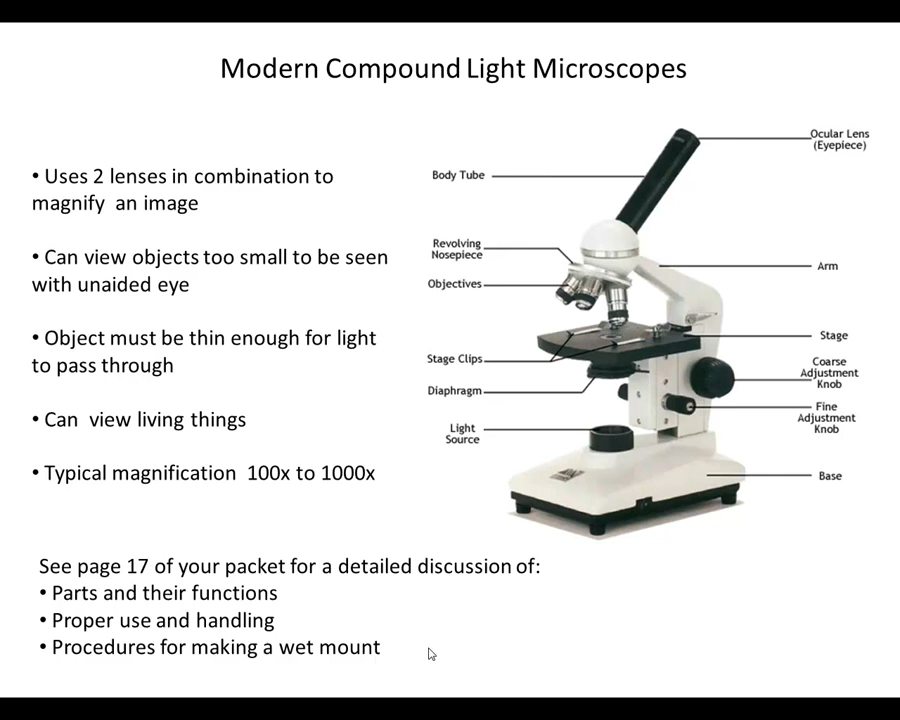 Modern Compound Light Microscopes
• Uses 2 lenses in combination to
magnify an image
• Can view objects too small to be seen
with unaided eye
• Object must be thin enough for light
to pass through
• Can view living things
• Typical magnification 100x to 1000x
Ocular Lens
(Eyepiece)
Body Tube
Revolving
Nosepiece
Arm
Objectives
Stage
Stage Clips
Coarse
Adjustment
Knob
Diaphragm
Fine
Adjustment
Knob
Light
Source
Base
See page 17 of your packet for a detailed discussion of:
• Parts and their functions
• Proper use and handling
• Procedures for making a wet mount